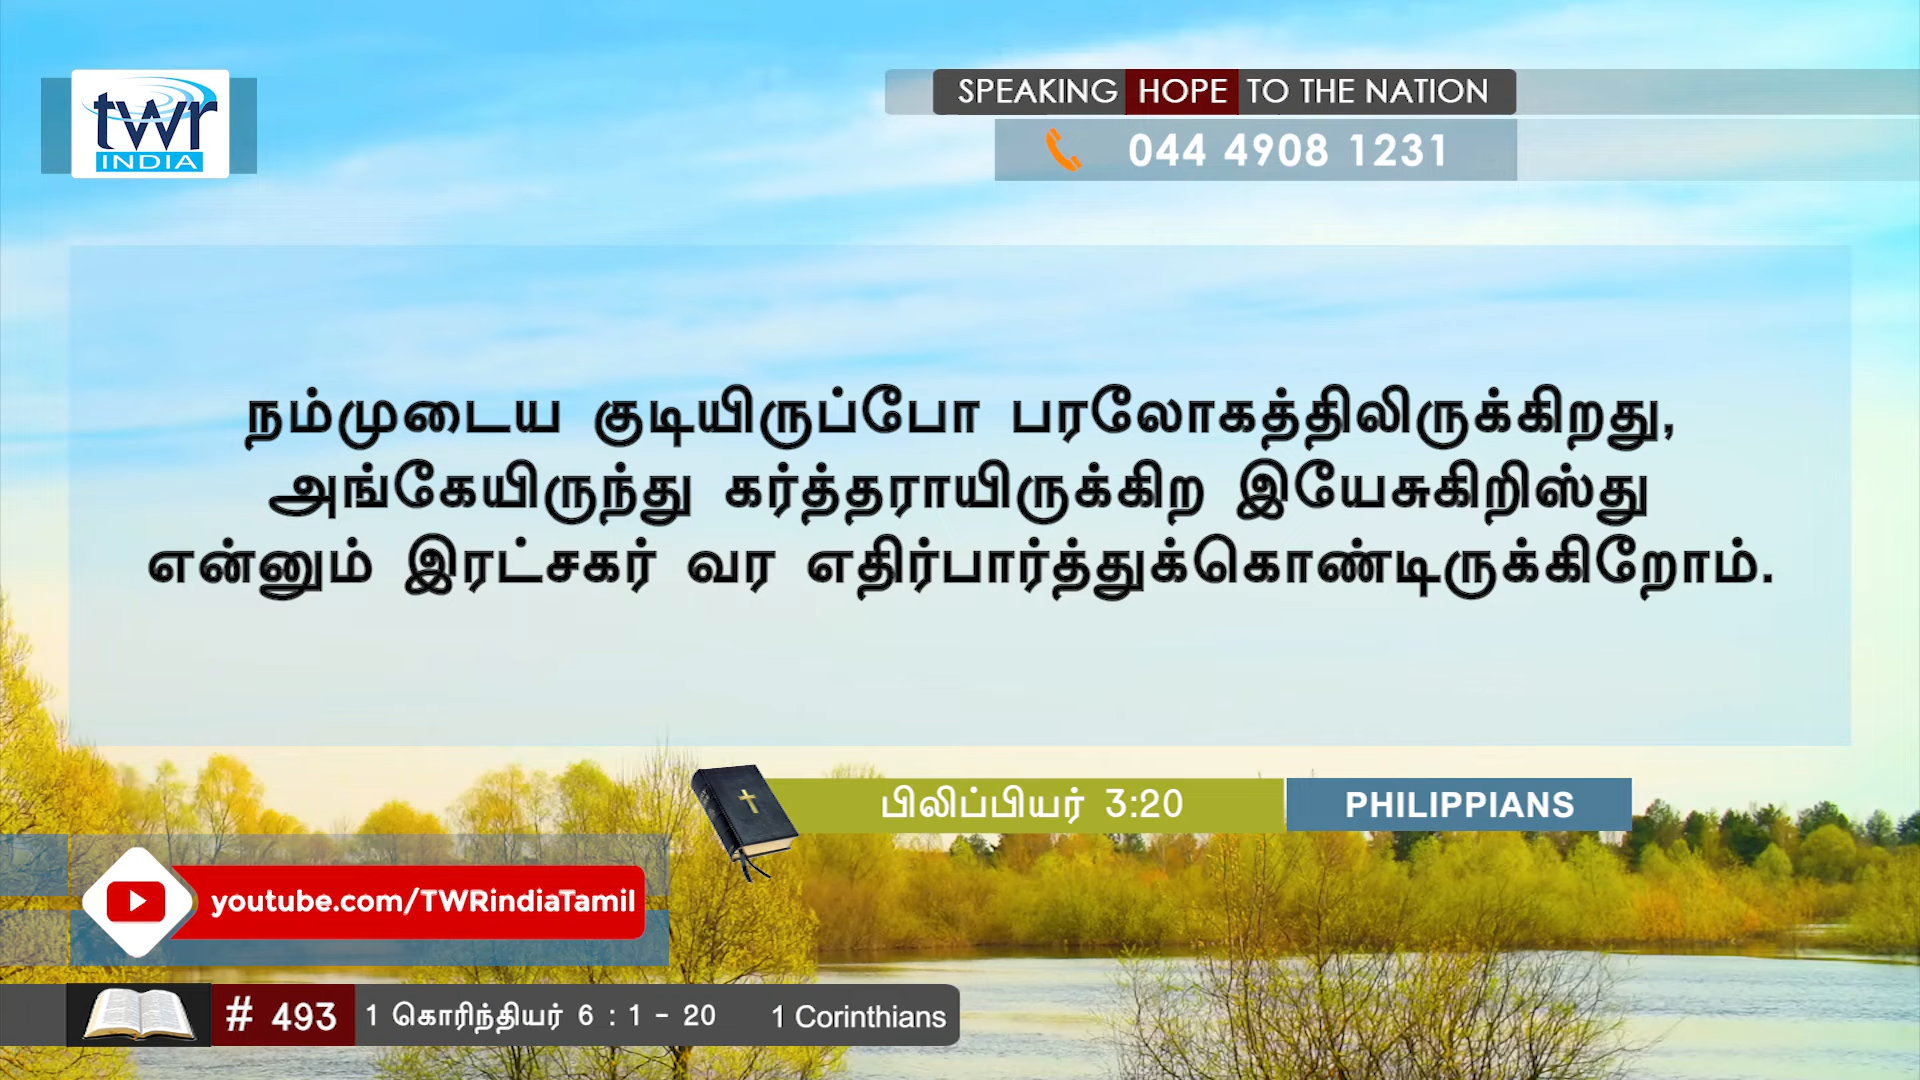 twr
INDIA
SPEAKING HOPE TO THE NATION
044 4908 1231
நம்முடைய குடியிருப்போ பரலோகத்திலிருக்கிறது,
அங்கேயிருந்து கர்த்தராயிருக்கிற இயேசுகிறிஸ்து
என்னும் இரட்சகர் வர எதிர்பார்த்துக்கொண்டிருக்கிறோம்.
பிலிப்பியர் 3:20 PHILIPPIANS
youtube.com/TWRindiaTamil
# 493 1 கொரிந்தியர் 6 : 1 - 20 1 Corinthians